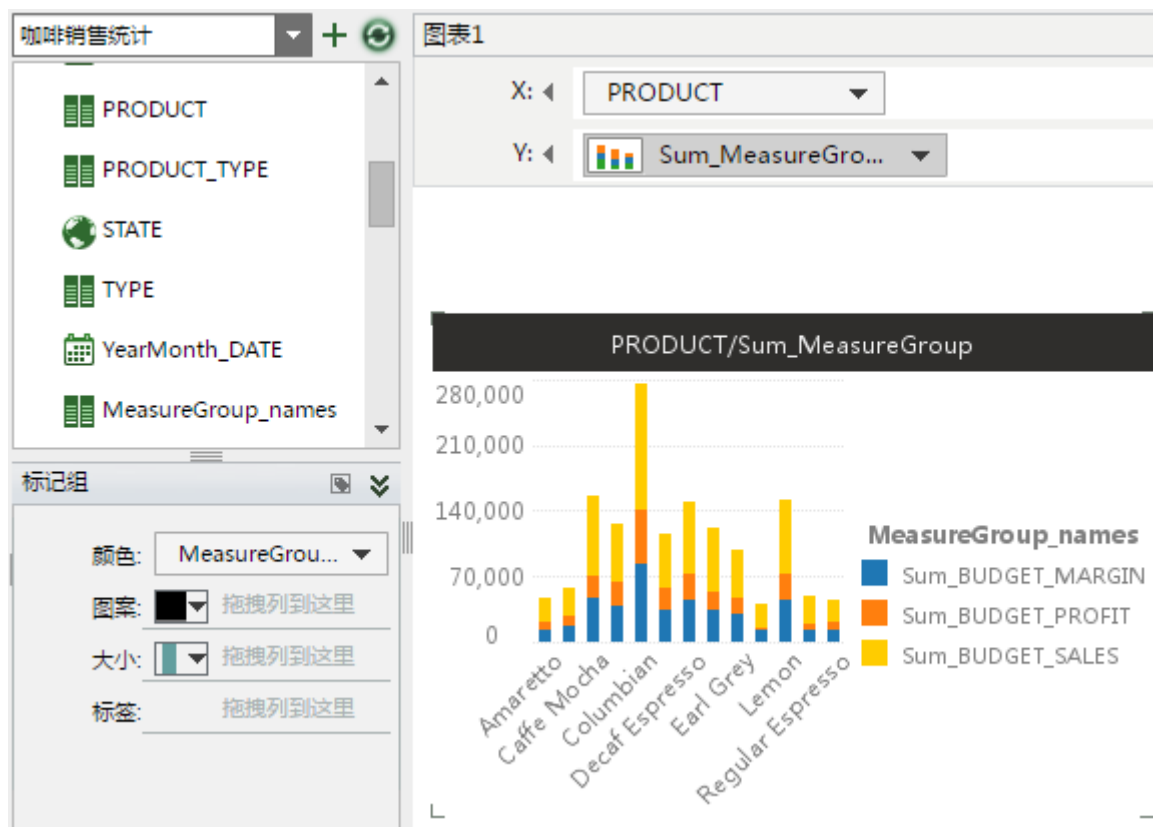 咖啡销售统计
PRODUCT
PRODUCT_TYPE
STATE
TYPE
YearMonth_DATE
MeasureGroup_names
标记组
颜色: MeasureGrou...
图案: 拖拽列到这里
大小: 拖拽列到这里
标签: 拖拽列到这里
图表1
X: PRODUCT
Y: Sum_MeasureGro...
PRODUCT/Sum_MeasureGroup
280,000
210,000
140,000
70,000
0
Amaretto
Caffe Mocha
Columbian
Decaf Espresso
Earl Grey
Lemon
Regular Espresso
MeasureGroup_names
Sum_BUDGET_MARGIN
Sum_BUDGET_PROFIT
Sum_BUDGET_SALES